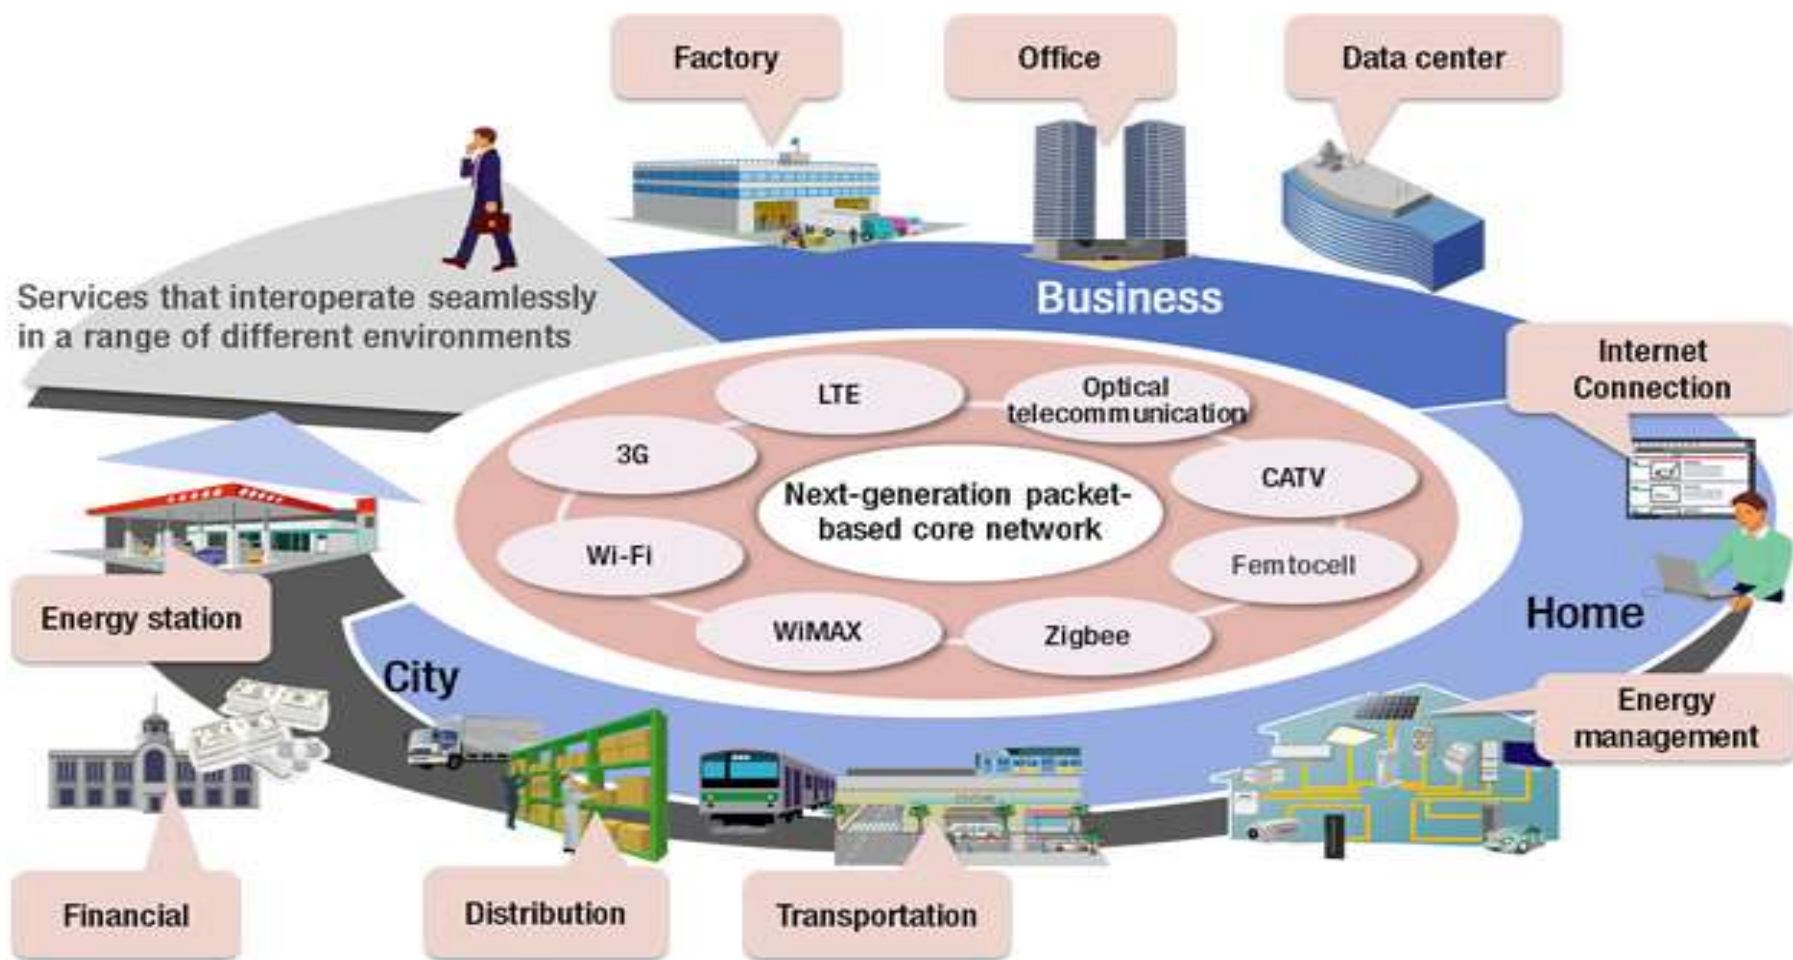 Factory
Office
Data center
Services that interoperate seamlessly
in a range of different environments
Business
Internet
Connection
LTE
Optical
telecommunication
3G
CATV
Next-generation packet-
based core network
Wi-Fi
Femtocell
WiMAX
Zigbee
Home
Energy station
City
Energy
management
Financial
Distribution
Transportation